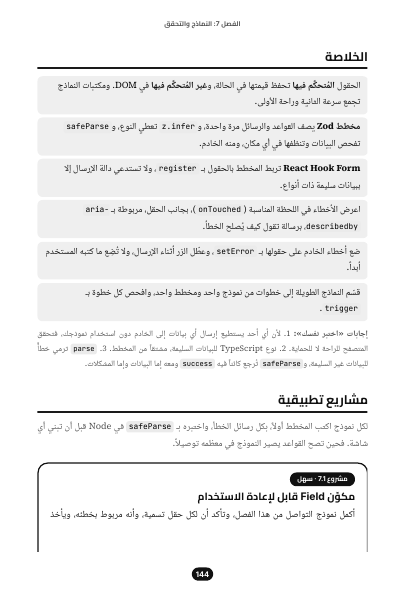 الفصل 7: النماذج والتحقق
الخلاصة
الحقول المُتحكَّم فيها تحفظ قيمتها في الحالة، وغير المُتحكَّم فيها في DOM. ومكتبات النماذج
تجمع سرعة الثانية وراحة الأولى.
مخطط Zod يصف القواعد والرسائل مرة واحدة، و z.infer تعطي النوع، و safeParse
تفحص البيانات وتنظفها في أي مكان، ومنه الخادم.
React Hook Form تربط المخطط بالحقول بـ register ، ولا تستدعي دالة الإرسال إلا
ببيانات سليمة ذات أنواع.
اعرض الأخطاء في اللحظة المناسبة ( onTouched )، بجانب الحقل، مربوطة بـ aria-
describedby، برسالة تقول كيف يُصلح الخطأ.
ضع أخطاء الخادم على حقولها بـ setError ، وعطّل الزر أثناء الإرسال، ولا تُضِع ما كتبه المستخدم
أبداً.
قسّم النماذج الطويلة إلى خطوات من نموذج واحد ومخطط واحد، وافحص كل خطوة بـ
trigger .
إجابات «اختبر نفسك»: 1. لأن أي أحد يستطيع إرسال أي بيانات إلى الخادم دون استخدام نموذجك، فتحقق
المتصفح للراحة لا للحماية. 2. نوع TypeScript للبيانات السليمة، مشتقاً من المخطط. 3. parse ترمي خطأ
للبيانات غير السليمة، و safeParse تُرجع كائناً فيه success ومعه إما البيانات وإما المشكلات.
مشاريع تطبيقية
لكل نموذج اكتب المخطط أولاً، بكل رسائل الخطأ، واختبره بـ safeParse في Node قبل أن تبني أي
شاشة. فحين تصح القواعد يصير النموذج في معظمه توصيلاً.
مشروع 7.1 · سهل
مكوّن Field قابل لإعادة الاستخدام
أكمل نموذج التواصل من هذا الفصل، وتأكد أن لكل حقل تسمية، وأنه مربوط بخطئه، ويأخذ
144